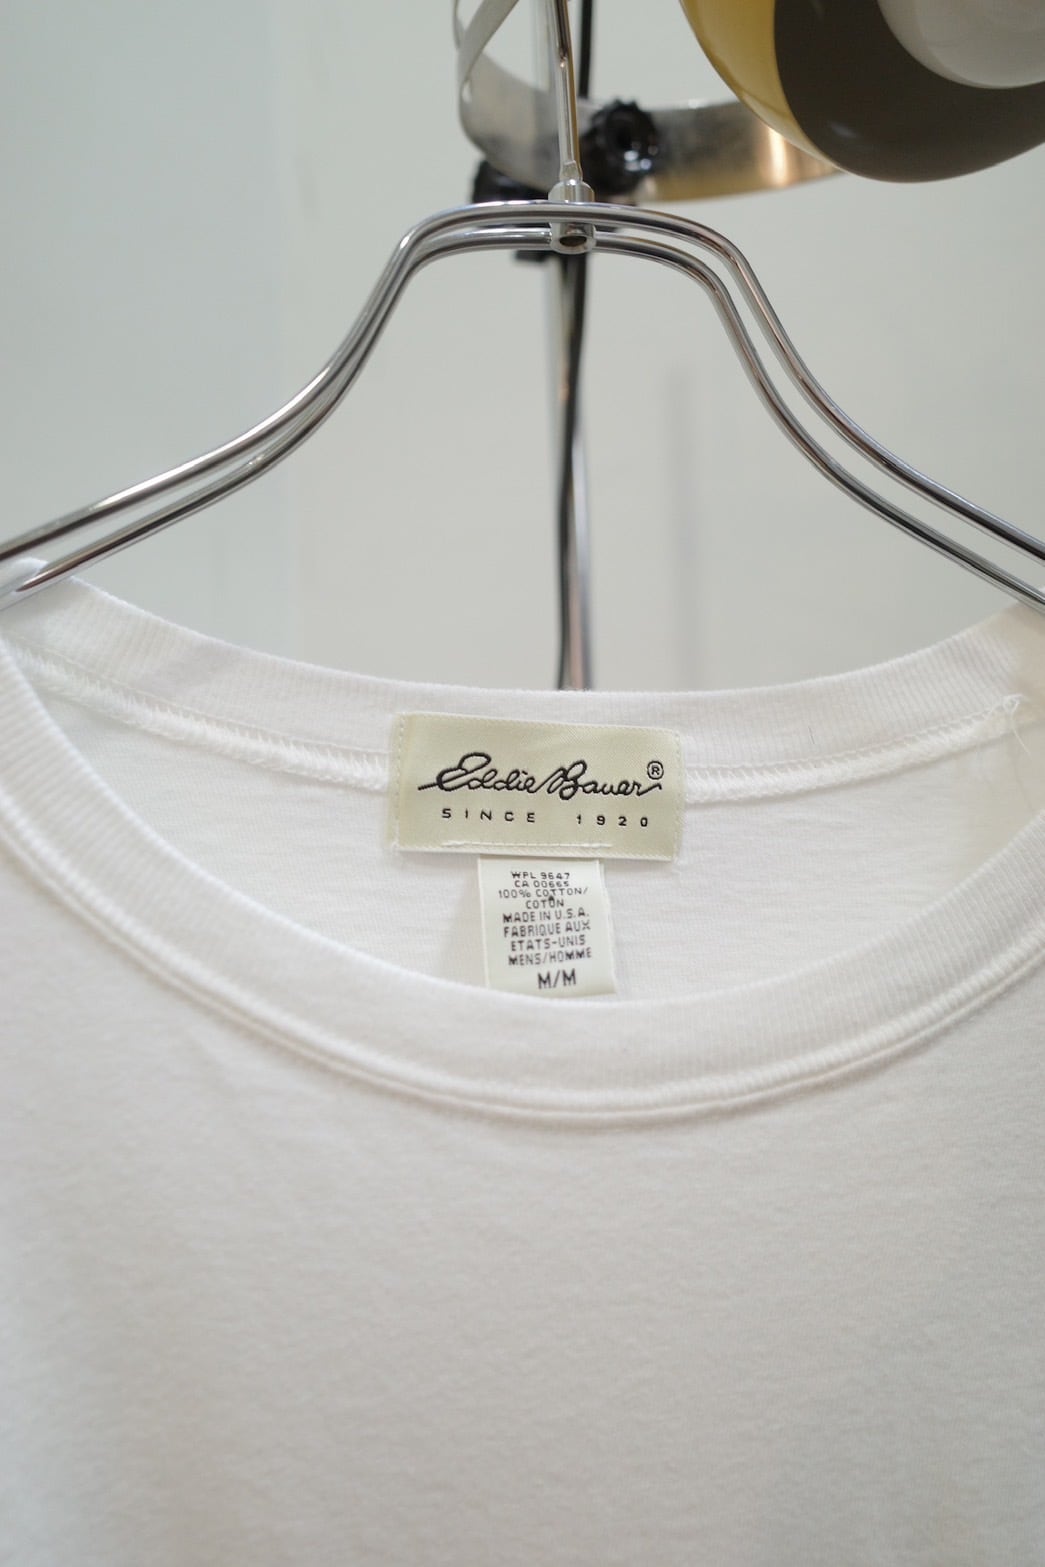 Eddie Bauer®
SINCE 1920
WPL 9647
CA 00665
100% COTTON/
COTON
MADE IN U.S.A.
FABRIQUE AUX
ETATS-UNIS
MENS/HOMME
M/M